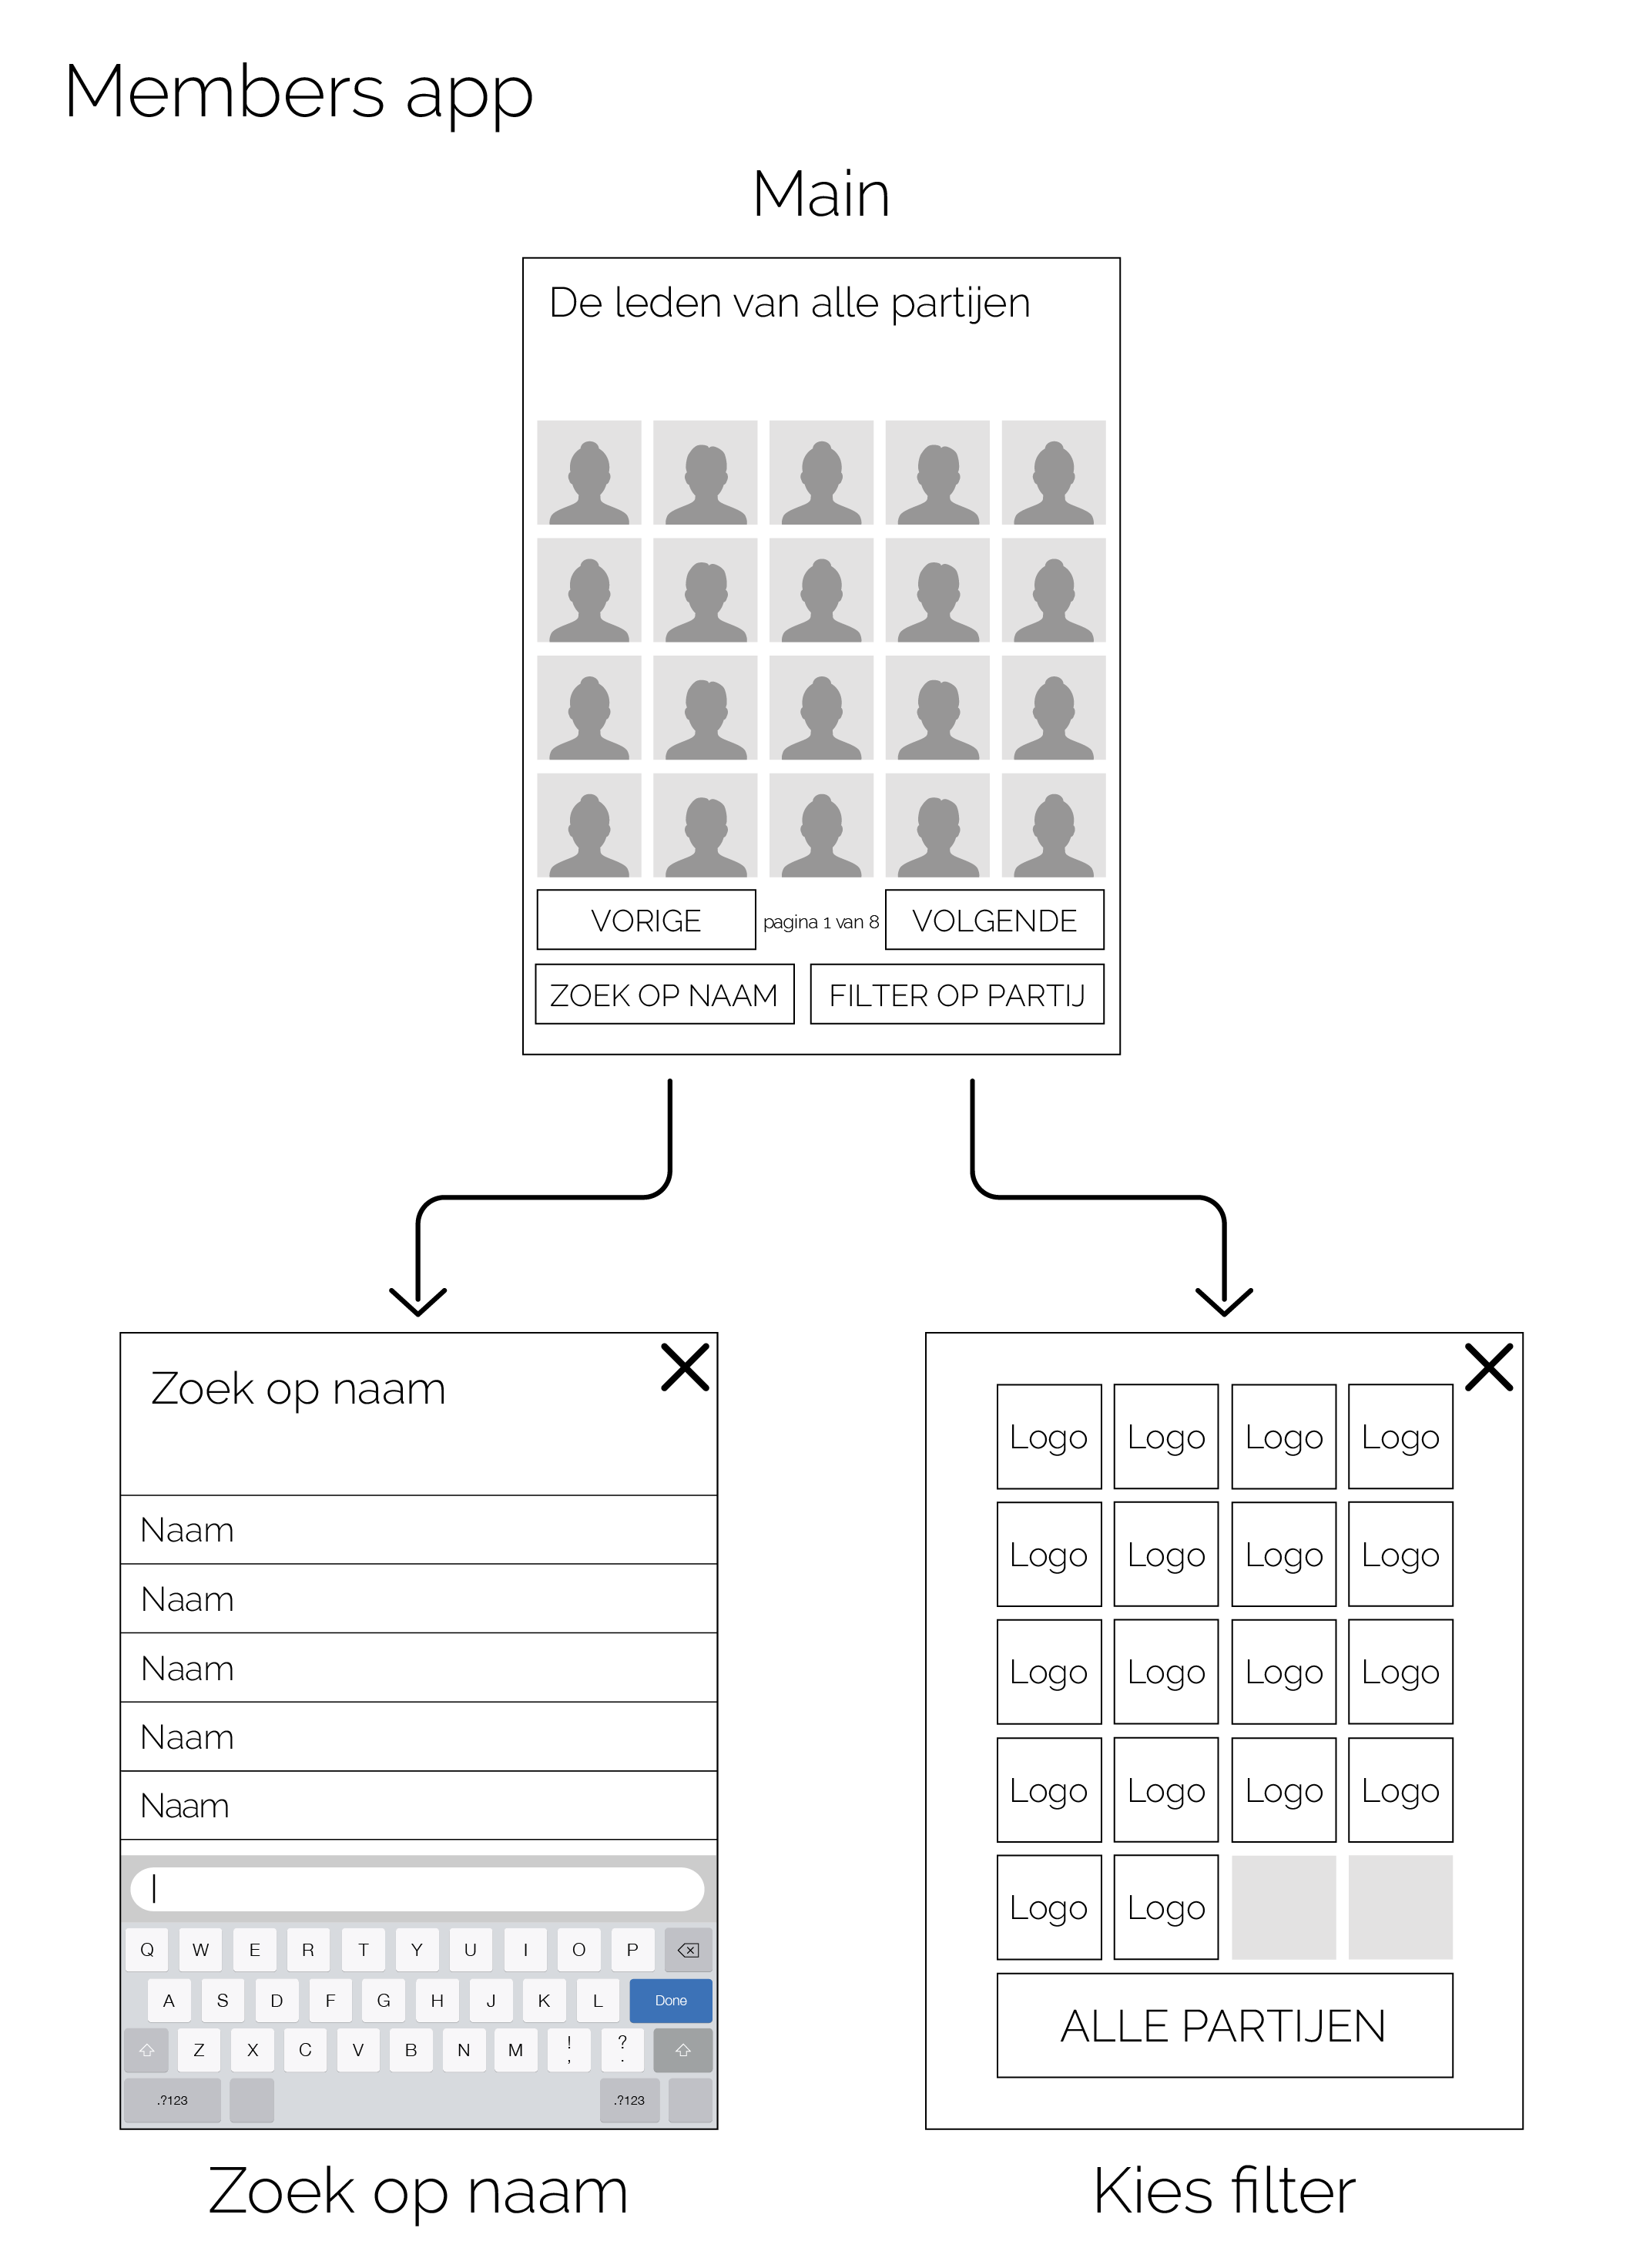 Members app
Main
De leden van alle partijen
VORIGE pagina 1 van 8 VOLGENDE
ZOEK OP NAAM FILTER OP PARTIJ
Zoek op naam
Naam
Naam
Naam
Naam
Naam
Q W E R T Y U I O P
A S D F G H J K L Done
Z X C V B N M ! , ? .
.?123 .?123
Zoek op naam
Logo Logo Logo Logo
Logo Logo Logo Logo
Logo Logo Logo Logo
Logo Logo Logo Logo
Logo Logo
ALLE PARTIJEN
Kies filter